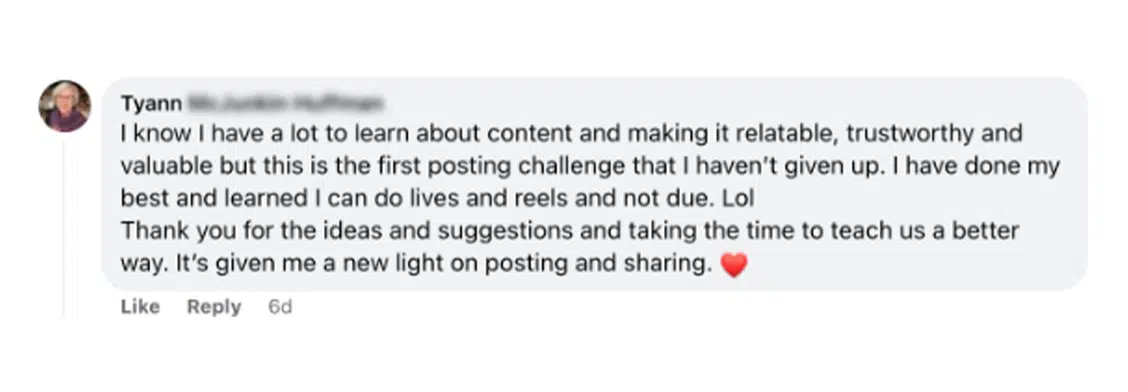 Tyann
I know I have a lot to learn about content and making it relatable, trustworthy and
valuable but this is the first posting challenge that I haven't given up. I have done my
best and learned I can do lives and reels and not due. Lol
Thank you for the ideas and suggestions and taking the time to teach us a better
way. It's given me a new light on posting and sharing. ❤️
Like Reply 6d